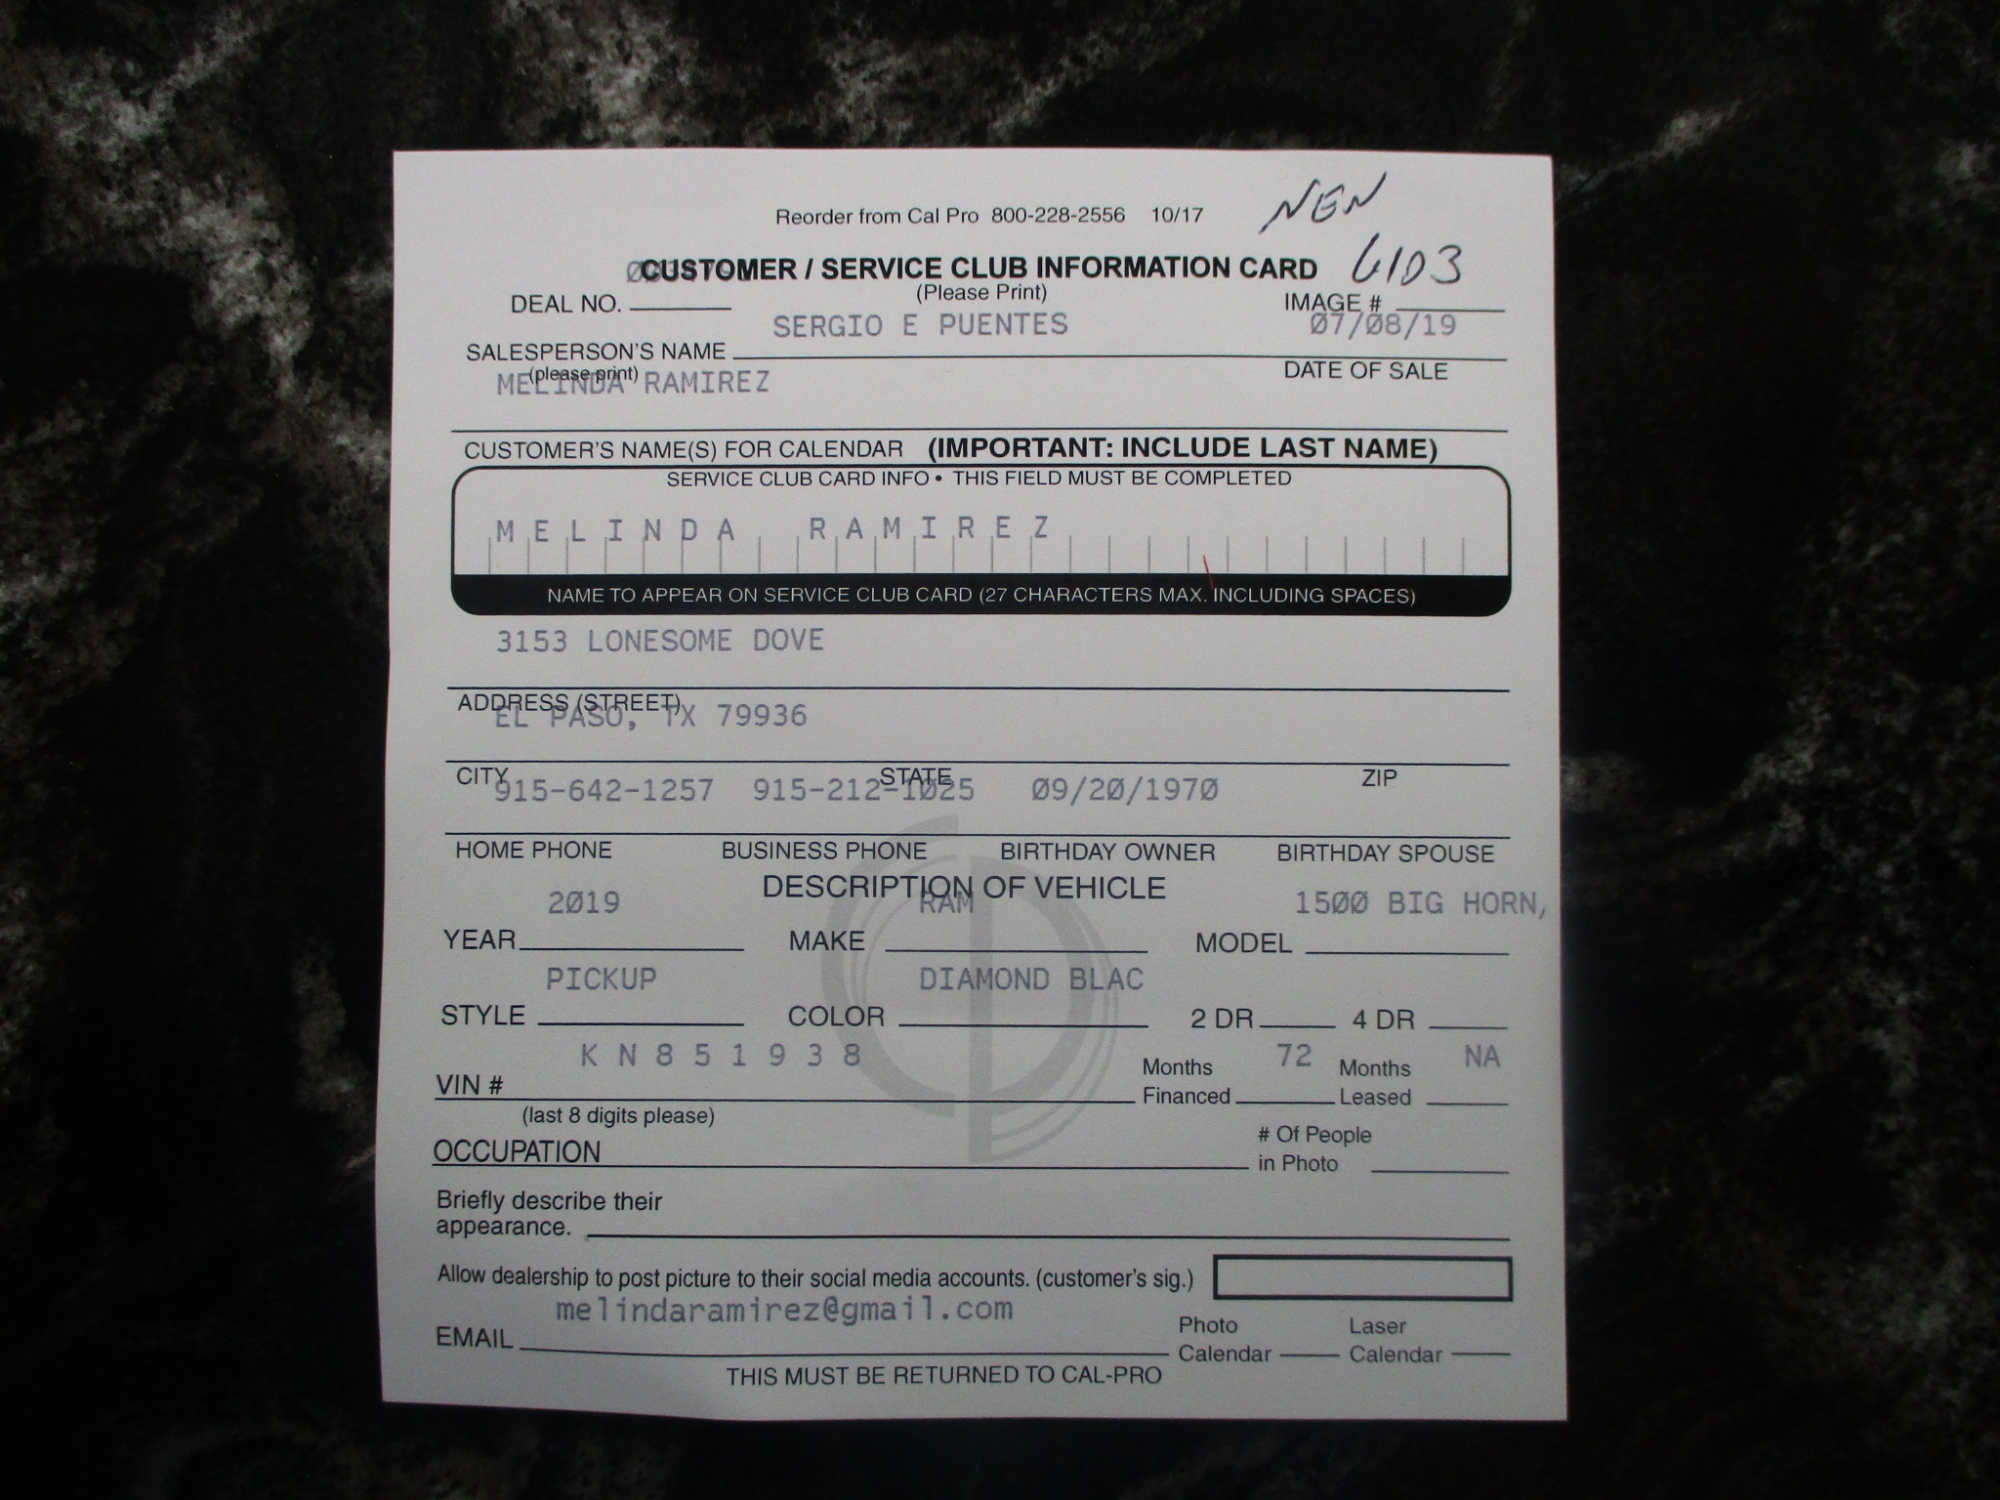 Reorder from Cal Pro 800-228-2556 10/17
NEW
CUSTOMER / SERVICE CLUB INFORMATION CARD
6103
(Please Print)
DEAL NO.
IMAGE #
SERGIO E PUENTES
07/08/19
SALESPERSON'S NAME
(please print)
DATE OF SALE
MELINDA RAMIREZ
CUSTOMER'S NAME(S) FOR CALENDAR (IMPORTANT: INCLUDE LAST NAME)
SERVICE CLUB CARD INFO • THIS FIELD MUST BE COMPLETED
MELINDA RAMIREZ
NAME TO APPEAR ON SERVICE CLUB CARD (27 CHARACTERS MAX. INCLUDING SPACES)
3153 LONESOME DOVE
ADDRESS (STREET)
EL PASO, TX 79936
CITY STATE ZIP
915-642-1257 915-212-1025 09/20/1970
HOME PHONE BUSINESS PHONE BIRTHDAY OWNER BIRTHDAY SPOUSE
DESCRIPTION OF VEHICLE
2019 RAM 1500 BIG HORN,
YEAR MAKE MODEL
PICKUP DIAMOND BLAC
STYLE COLOR 2 DR 4 DR
KN851938 72 NA
VIN # Months Financed Months Leased
(last 8 digits please)
OCCUPATION # Of People in Photo
Briefly describe their
appearance.
Allow dealership to post picture to their social media accounts. (customer's sig.)
melindaramirez@gmail.com
EMAIL Photo Calendar Laser Calendar
THIS MUST BE RETURNED TO CAL-PRO